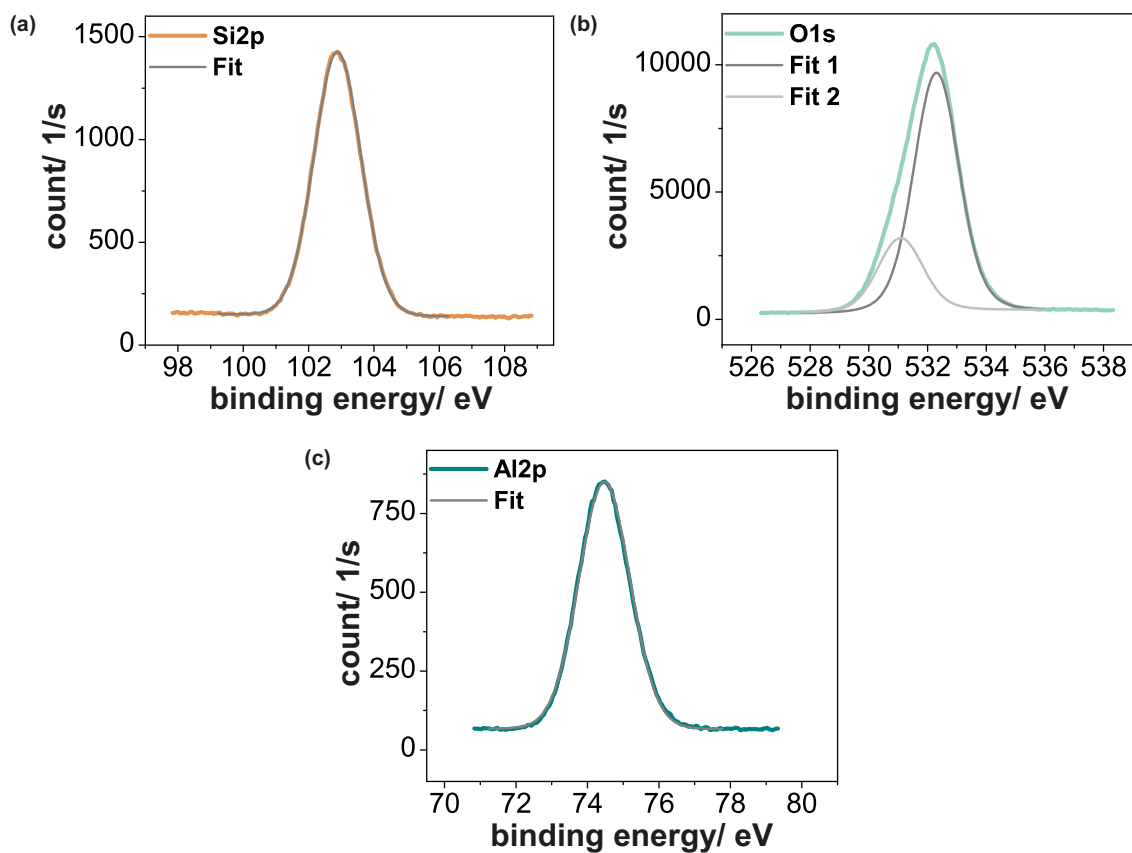 (a)
Si2p
Fit
1500
1000
500
0
count/ 1/s
98 100 102 104 106 108
binding energy/ eV
(b)
O1s
Fit 1
Fit 2
10000
5000
0
count/ 1/s
526 528 530 532 534 536 538
binding energy/ eV
(c)
Al2p
Fit
750
500
250
0
count/ 1/s
70 72 74 76 78 80
binding energy/ eV